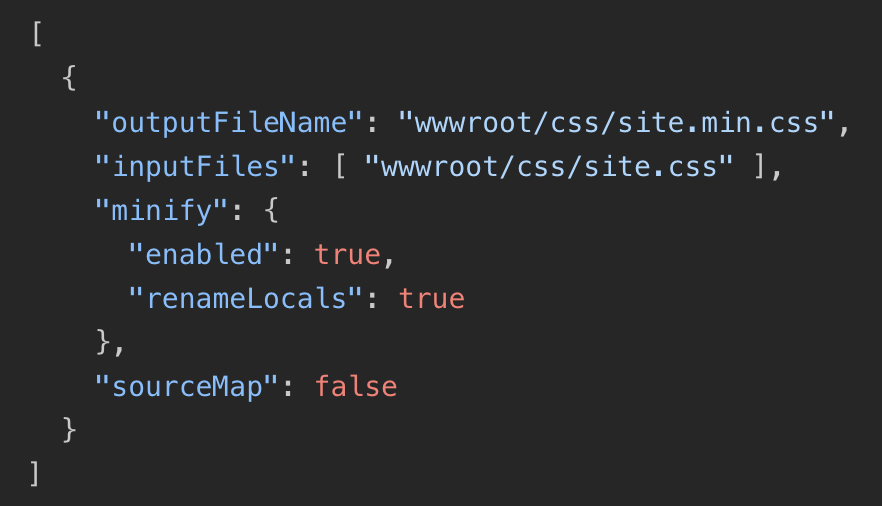 [
  {
    "outputFileName": "wwwroot/css/site.min.css",
    "inputFiles": [ "wwwroot/css/site.css" ],
    "minify": {
      "enabled": true,
      "renameLocals": true
    },
    "sourceMap": false
  }
]